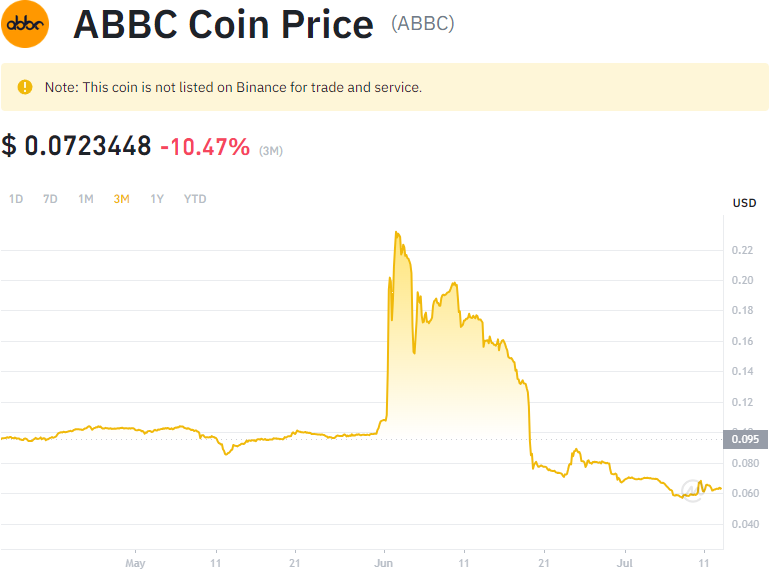 abbc
ABBC Coin Price (ABBC)
Note: This coin is not listed on Binance for trade and service.
$ 0.0723448 -10.47% (3M)
1D 7D 1M 3M 1Y YTD
USD
0.22
0.20
0.18
0.16
0.14
0.12
0.095
0.080
0.060
0.040
May 11 21 Jun 11 21 Jul 11